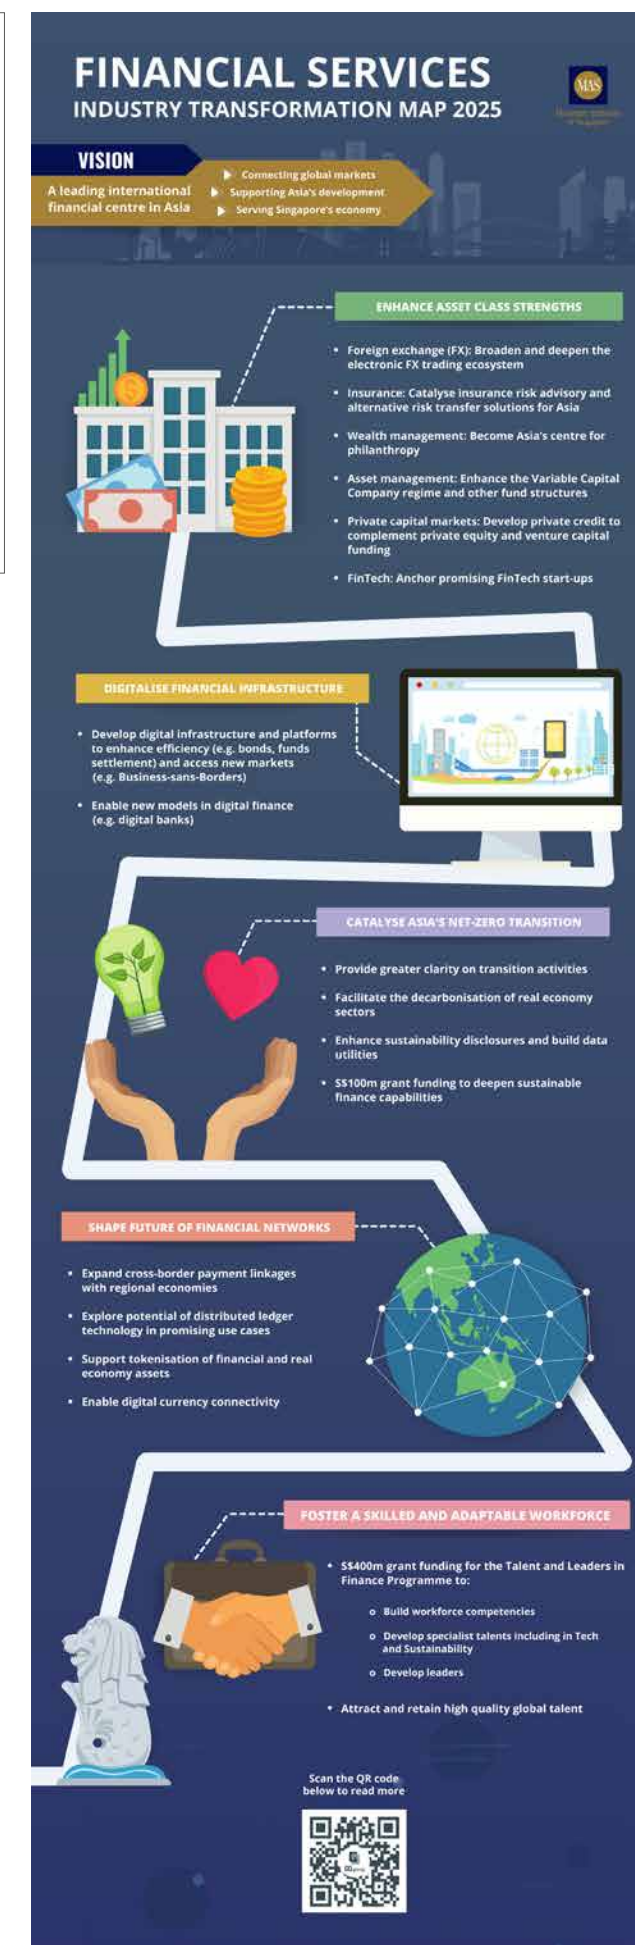 FINANCIAL SERVICES
INDUSTRY TRANSFORMATION MAP 2025
MAS
VISION
A leading international
financial centre in Asia
Connecting global markets
Supporting Asia's development
Serving Singapore's economy
ENHANCE ASSET CLASS STRENGTHS
• Foreign exchange (FX): Broaden and deepen the
electronic FX trading ecosystem
• Insurance: Catalyse insurance risk advisory and
alternative risk transfer solutions for Asia
• Wealth management: Become Asia's centre for
philanthropy
• Asset management: Enhance the Variable Capital
Company regime and other fund structures
• Private capital markets: Develop private credit to
complement private equity and venture capital
funding
• FinTech: Anchor promising FinTech start-ups
DIGITALISE FINANCIAL INFRASTRUCTURE
• Develop digital infrastructure and platforms
to enhance efficiency (e.g. bonds, funds
settlement) and access new markets
(e.g. Business-sans-Borders)
• Enable new models in digital finance
(e.g. digital banks)
CATALYSE ASIA'S NET-ZERO TRANSITION
• Provide greater clarity on transition activities
• Facilitate the decarbonisation of real economy
sectors
• Enhance sustainability disclosures and build data
utilities
• S$100m grant funding to deepen sustainable
finance capabilities
SHAPE FUTURE OF FINANCIAL NETWORKS
• Expand cross-border payment linkages
with regional economies
• Explore potential of distributed ledger
technology in promising use cases
• Support tokenisation of financial and real
economy assets
• Enable digital currency connectivity
FOSTER A SKILLED AND ADAPTABLE WORKFORCE
• S$400m grant funding for the Talent and Leaders in
Finance Programme to:
o Build workforce competencies
o Develop specialist talents including in Tech
and Sustainability
o Develop leaders
• Attract and retain high quality global talent
Scan the QR code
below to read more